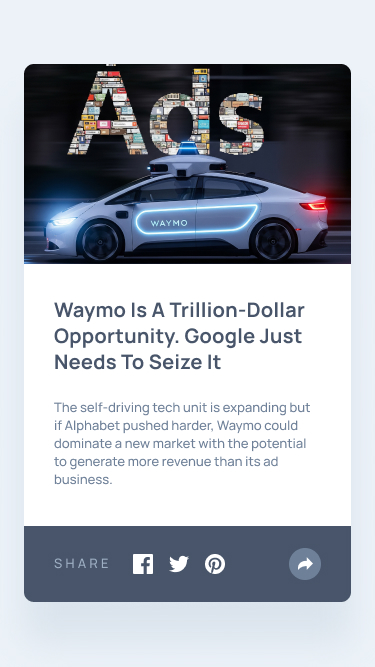 Ads
WAYMO
Waymo Is A Trillion-Dollar
Opportunity. Google Just
Needs To Seize It
The self-driving tech unit is expanding but
if Alphabet pushed harder, Waymo could
dominate a new market with the potential
to generate more revenue than its ad
business.
SHARE